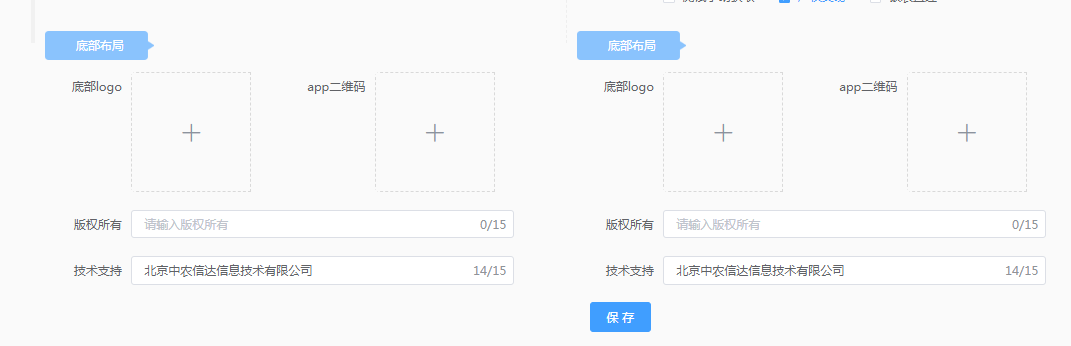 底部布局
底部logo
app二维码
版权所有 请输入版权所有 0/15
技术支持 北京中农信达信息技术有限公司 14/15
底部布局
底部logo
app二维码
版权所有 请输入版权所有 0/15
技术支持 北京中农信达信息技术有限公司 14/15
保存